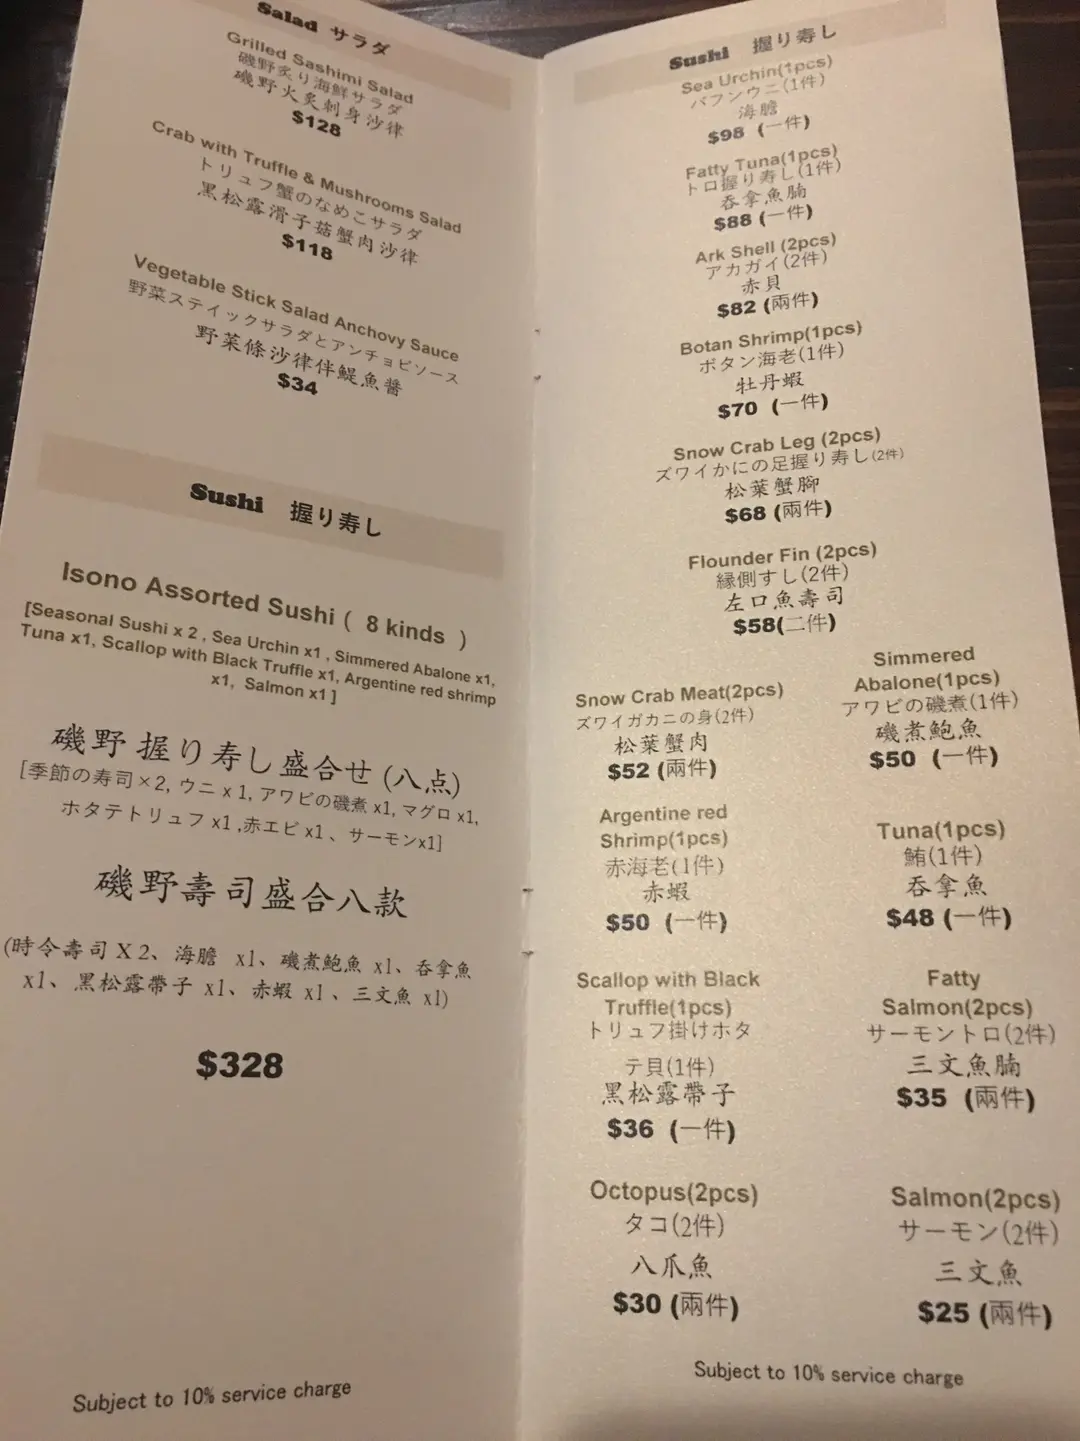 Salad サラダ
Grilled Sashimi Salad
磯野炙り海鮮サラダ
磯野火炙刺身沙律
$128
Crab with Truffle & Mushrooms Salad
トリュフ蟹のなめこサラダ
黑松露滑子菇蟹肉沙律
$118
Vegetable Stick Salad Anchovy Sauce
野菜スティックサラダとアンチョビソース
野菜條沙律伴鯷魚醬
$34
Sushi 握り寿し
Isono Assorted Sushi ( 8 kinds )
[Seasonal Sushi x 2 , Sea Urchin x1 , Simmered Abalone x1,
Tuna x1, Scallop with Black Truffle x1, Argentine red shrimp
x1, Salmon x1 ]
磯野 握り寿し盛合せ (八点)
[季節の寿司×2, ウニ x 1, アワビの磯煮 x1, マグロ x1,
ホタテトリュフ x1 ,赤エビ x1 、サーモンx1]
磯野壽司盛合八款
(時令壽司 X 2、海膽 x1、磯煮鮑魚 x1、吞拿魚
x1、黑松露帶子 x1、赤蝦 x1 、三文魚 x1)
$328
Subject to 10% service charge
Sushi 握り寿し
Sea Urchin(1pcs)
バフンウニ(1件)
海膽
$98 (一件)
Fatty Tuna(1pcs)
トロ握り寿し(1件)
吞拿魚腩
$88 (一件)
Ark Shell (2pcs)
アカガイ(2件)
赤貝
$82 (兩件)
Botan Shrimp(1pcs)
ボタン海老(1件)
牡丹蝦
$70 (一件)
Snow Crab Leg (2pcs)
ズワイかにの足握り寿し(2件)
松葉蟹腳
$68 (兩件)
Flounder Fin (2pcs)
縁側すし(2件)
左口魚壽司
$58(二件)
Snow Crab Meat(2pcs)
ズワイガカニの身(2件)
松葉蟹肉
$52 (兩件)
Simmered
Abalone(1pcs)
アワビの磯煮(1件)
磯煮鮑魚
$50 (一件)
Argentine red
Shrimp(1pcs)
赤海老(1件)
赤蝦
$50 (一件)
Tuna(1pcs)
鮪(1件)
吞拿魚
$48 (一件)
Scallop with Black
Truffle(1pcs)
トリュフ掛けホタ
テ貝(1件)
黑松露帶子
$36 (一件)
Fatty
Salmon(2pcs)
サーモントロ(2件)
三文魚腩
$35 (兩件)
Octopus(2pcs)
タコ(2件)
八爪魚
$30 (兩件)
Salmon(2pcs)
サーモン(2件)
三文魚
$25 (兩件)
Subject to 10% service charge